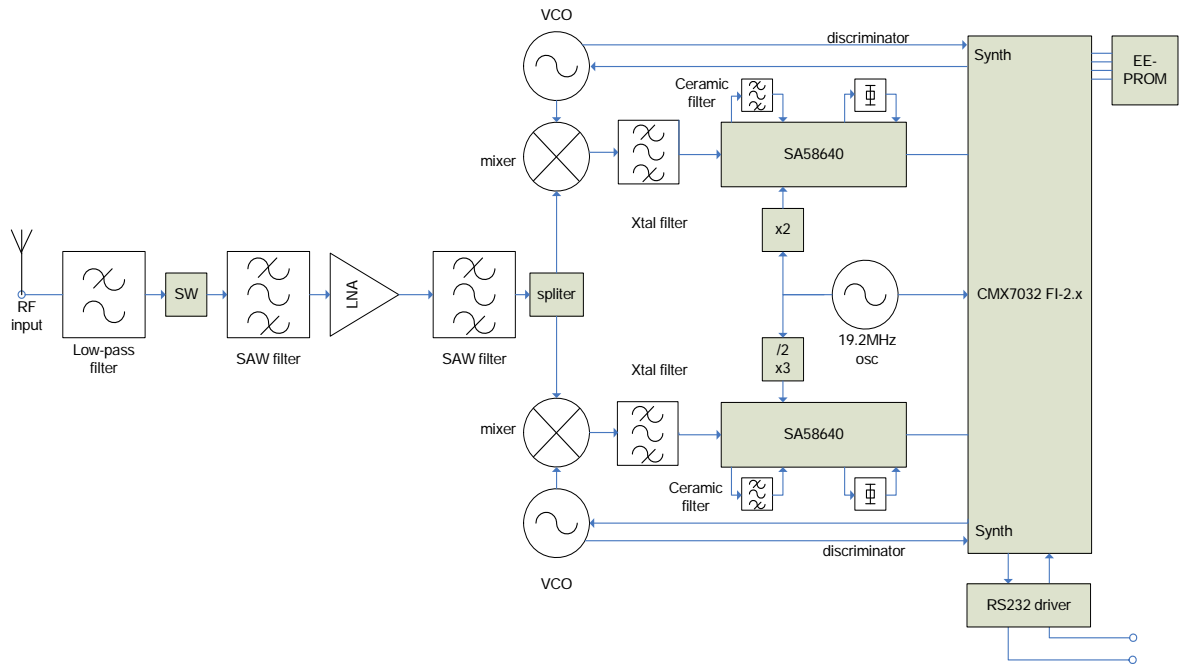 VCO
discriminator
Synth
EE-
PROM
Ceramic
filter
mixer
SA58640
Xtal filter
x2
LNA
SW
spliter
CMX7032 FI-2.x
RF
input
Low-pass
filter
SAW filter
SAW filter
19.2MHz
osc
/2
x3
Xtal filter
mixer
SA58640
Ceramic
filter
Synth
discriminator
VCO
RS232 driver